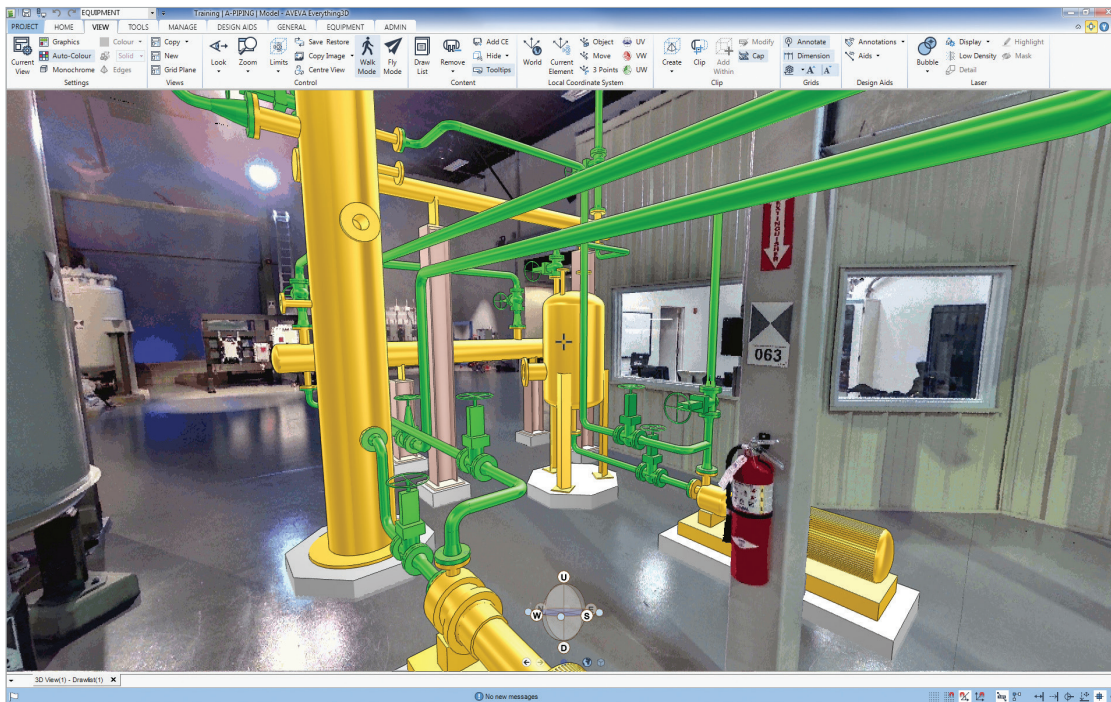 EQUIPMENT
Training | A-PIPING | Model - AVEVA Everything3D
PROJECT HOME VIEW TOOLS MANAGE DESIGN AIDS GENERAL EQUIPMENT ADMIN
Current View
Graphics
Auto-Colour
Monochrome
Colour
Solid
Edges
Settings
Copy
New
Grid Plane
Views
Look
Zoom
Limits
Save Restore
Copy Image
Centre View
Walk Mode
Fly Mode
Control
Draw List
Remove
Add CE
Hide
Tooltips
Content
World
Current Element
Object
Move
3 Points
UV
VW
UW
Local Coordinate System
Create
Clip
Add Within
Modify
Cap
Clip
Annotate
Dimension
A A
Grids
Annotations
Aids
Design Aids
Bubble
Display
Low Density
Detail
Highlight
Mask
Laser
EXTINGUISHER
063
U
W
S
D
3D View(1) - Drawlist(1)
No new messages